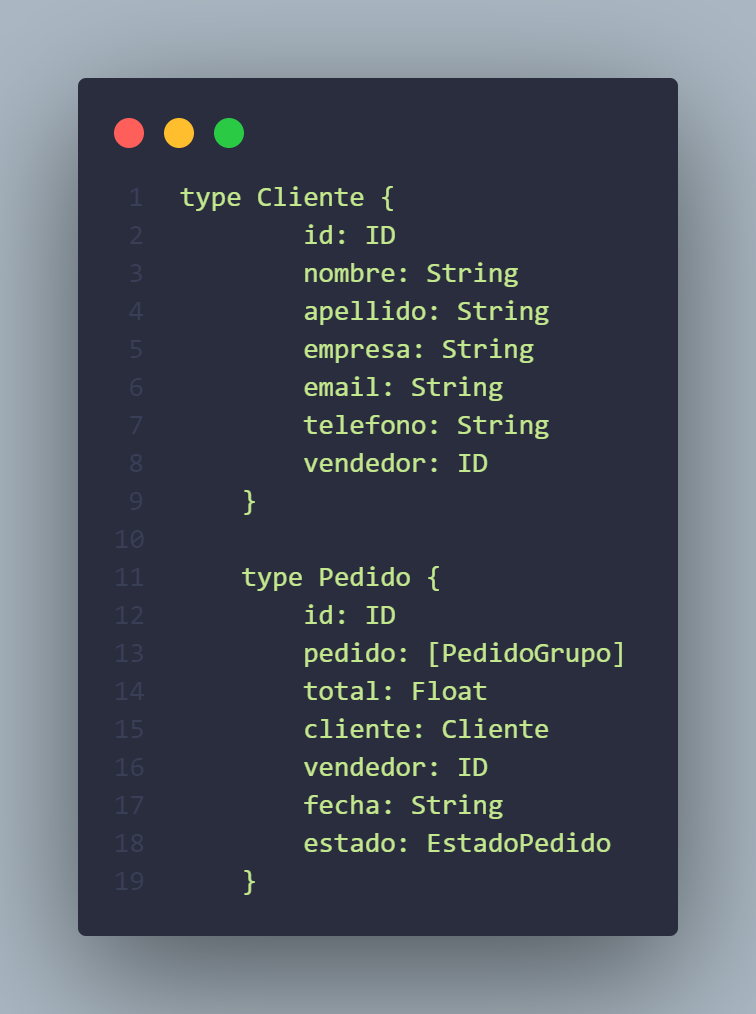 1 type Cliente {
2 id: ID
3 nombre: String
4 apellido: String
5 empresa: String
6 email: String
7 telefono: String
8 vendedor: ID
9 }
10
11 type Pedido {
12 id: ID
13 pedido: [PedidoGrupo]
14 total: Float
15 cliente: Cliente
16 vendedor: ID
17 fecha: String
18 estado: EstadoPedido
19 }